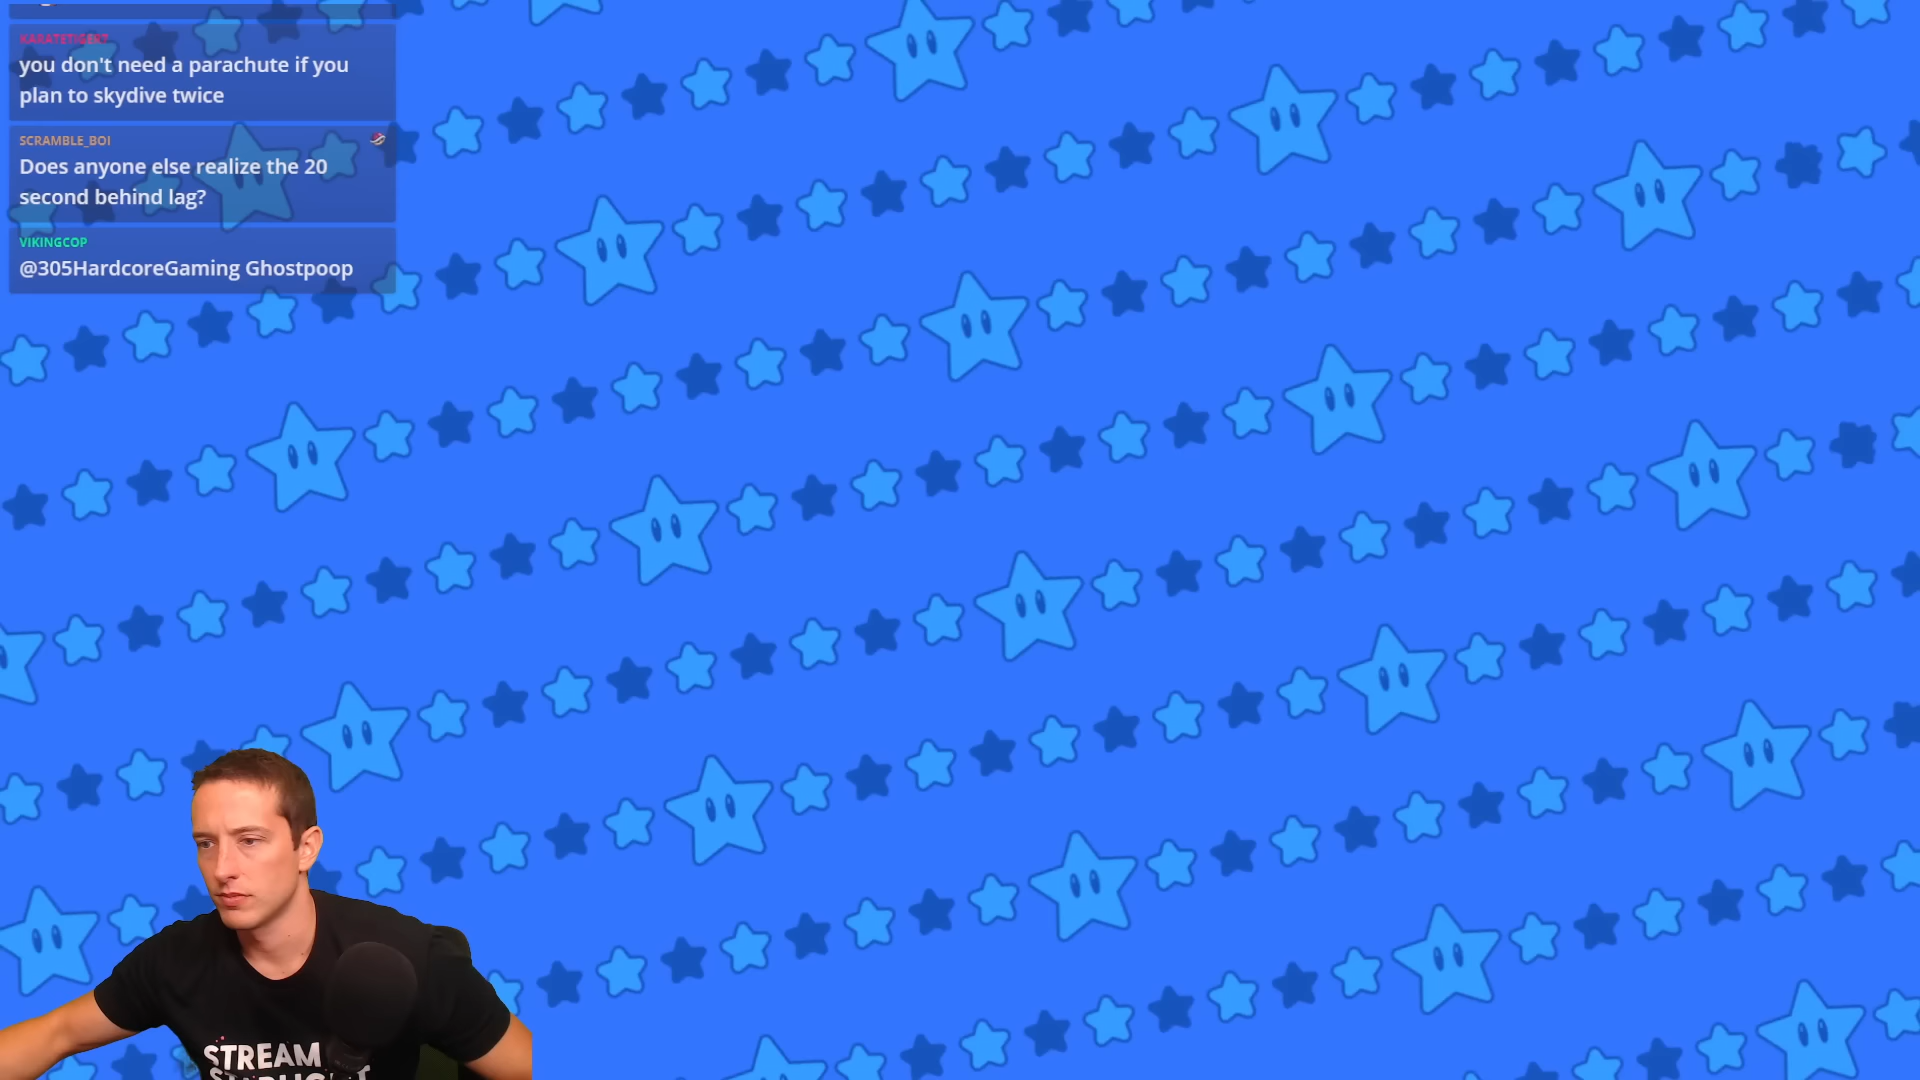 KARATETIGERT
you don't need a parachute if you
plan to skydive twice
SCRAMBLE_BOI
Does anyone else realize the 20
second behind lag?
VIKINGCOP
@305HardcoreGaming Ghostpoop
STREAM